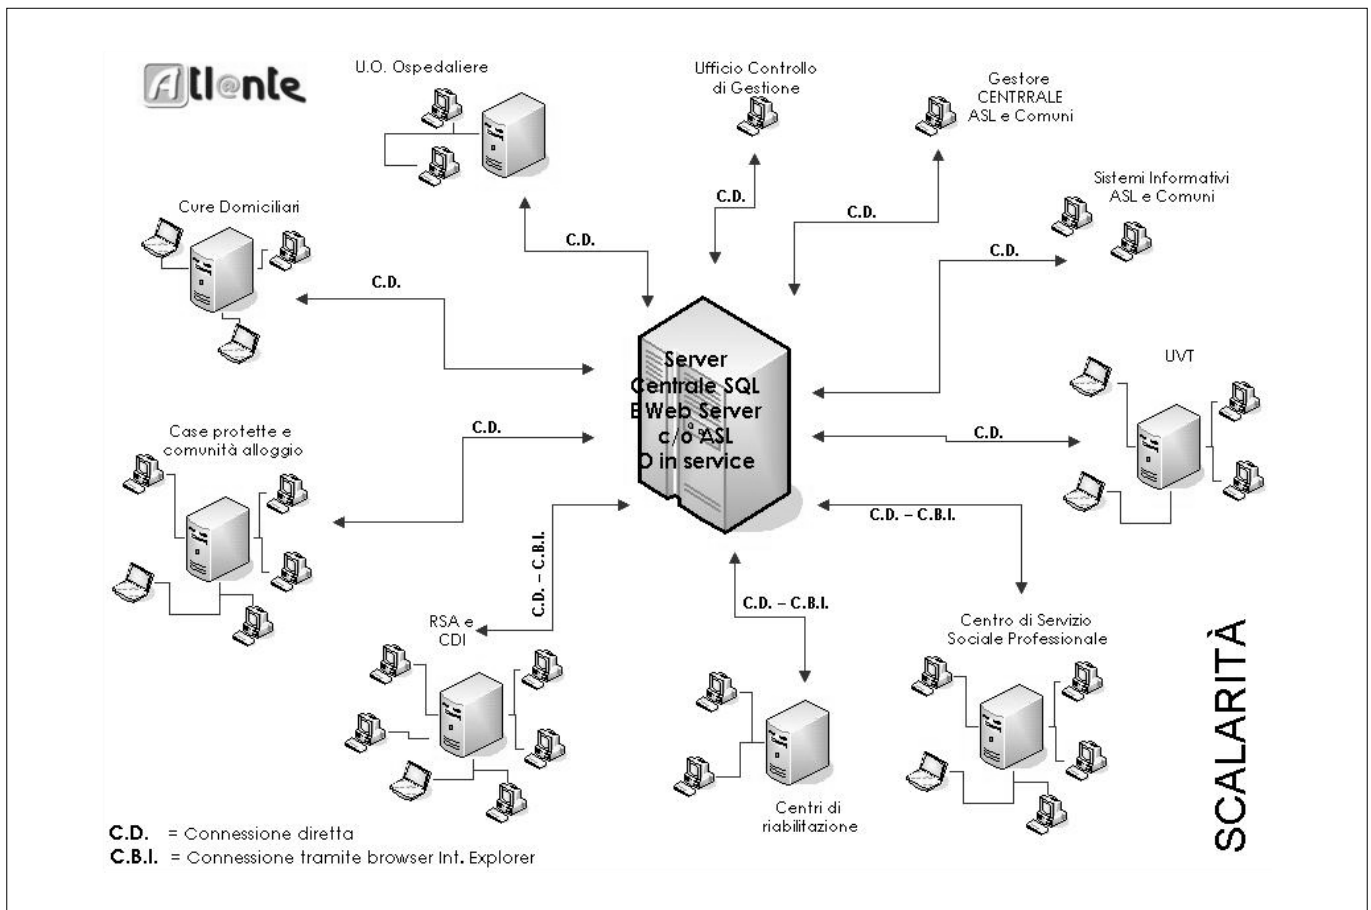 Atl@nte
U.O. Ospedaliere
Ufficio Controllo
di Gestione
Gestore
CENTRRALE
ASL e Comuni
Sistemi Informativi
ASL e Comuni
Cure Domiciliari
C.D.
C.D.
C.D.
C.D.
C.D.
UVT
Server
Centrale SQL
E Web Server
c/o ASL
O in service
Case protette e
comunità alloggio
C.D.
C.D.
C.D. – C.B.I.
C.D. – C.B.I.
C.D. – C.B.I.
RSA e
CDI
Centro di Servizio
Sociale Professionale
Centri di
riabilitazione
SCALARITÀ
C.D. = Connessione diretta
C.B.I. = Connessione tramite browser Int. Explorer